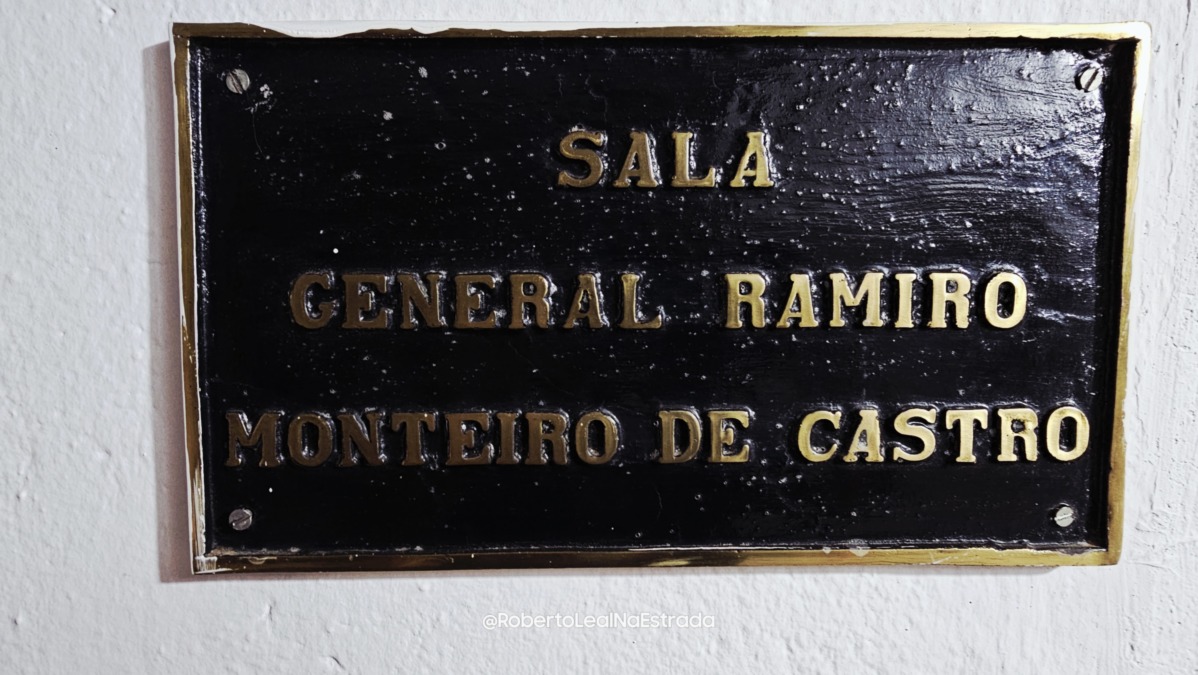 SALA
GENERAL RAMIRO
MONTEIRO DE CASTRO
@RobertoLealNaEstrada